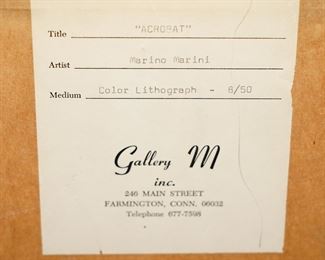 Title "ACROBAT"
Artist Marino Marini
Medium Color Lithograph - 6/50
Gallery M
inc.
246 MAIN STREET
FARMINGTON, CONN. 06032
Telephone 677-7598